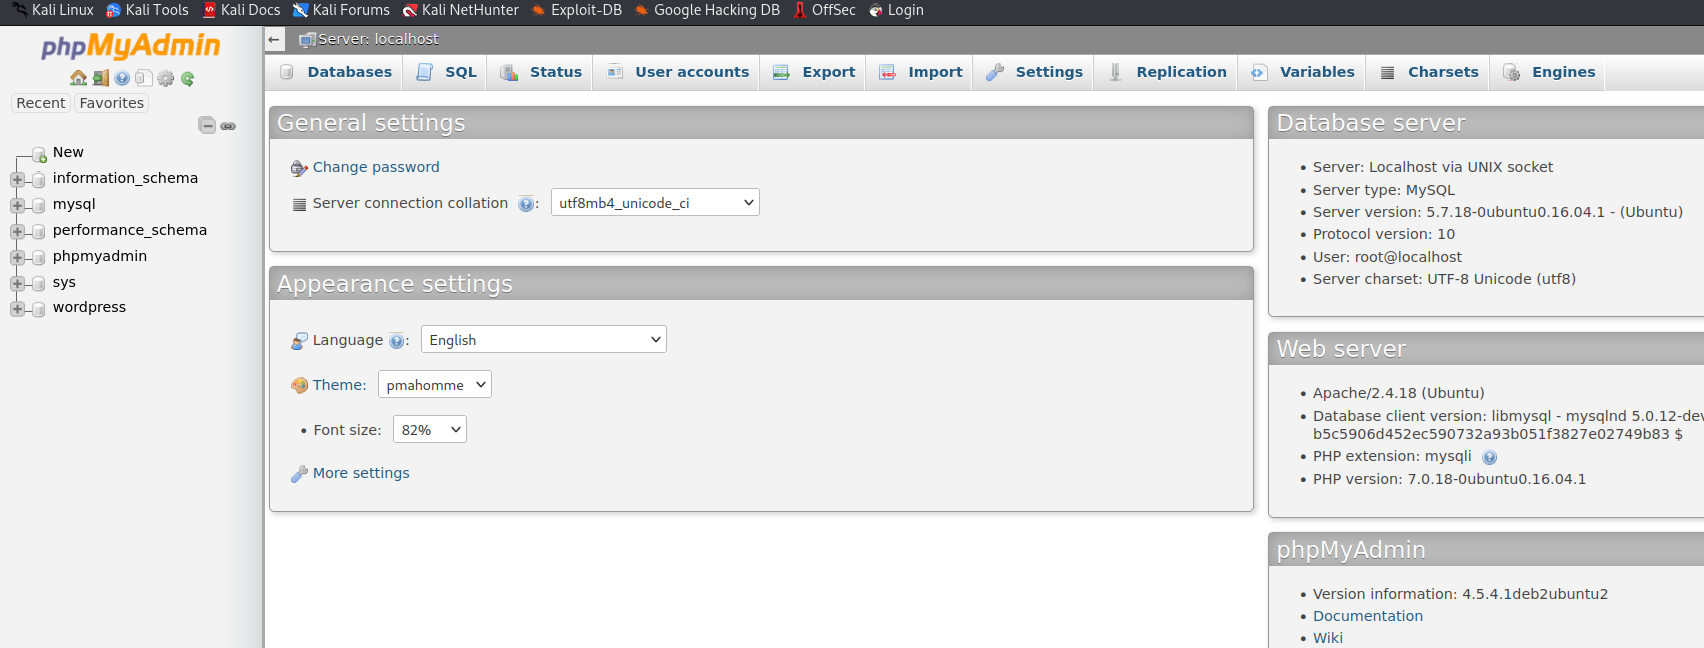 Kali Linux Kali Tools Kali Docs Kali Forums Kali NetHunter Exploit-DB Google Hacking DB OffSec Login
phpMyAdmin
Recent Favorites
New
information_schema
mysql
performance_schema
phpmyadmin
sys
wordpress
← Server: localhost
Databases SQL Status User accounts Export Import Settings Replication Variables Charsets Engines
General settings
Change password
Server connection collation : utf8mb4_unicode_ci
Appearance settings
Language : English
Theme: pmahomme
• Font size: 82%
More settings
Database server
• Server: Localhost via UNIX socket
• Server type: MySQL
• Server version: 5.7.18-0ubuntu0.16.04.1 - (Ubuntu)
• Protocol version: 10
• User: root@localhost
• Server charset: UTF-8 Unicode (utf8)
Web server
• Apache/2.4.18 (Ubuntu)
• Database client version: libmysql - mysqlnd 5.0.12-dev
b5c5906d452ec590732a93b051f3827e02749b83 $
• PHP extension: mysqli
• PHP version: 7.0.18-0ubuntu0.16.04.1
phpMyAdmin
• Version information: 4.5.4.1deb2ubuntu2
• Documentation
• Wiki